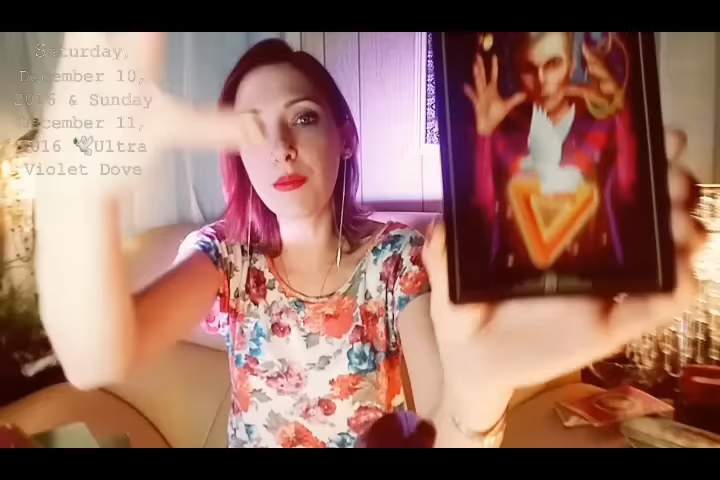 Saturday,
December 10,
2016 & Sunday
December 11,
2016 🕊Ultra
Violet Dove